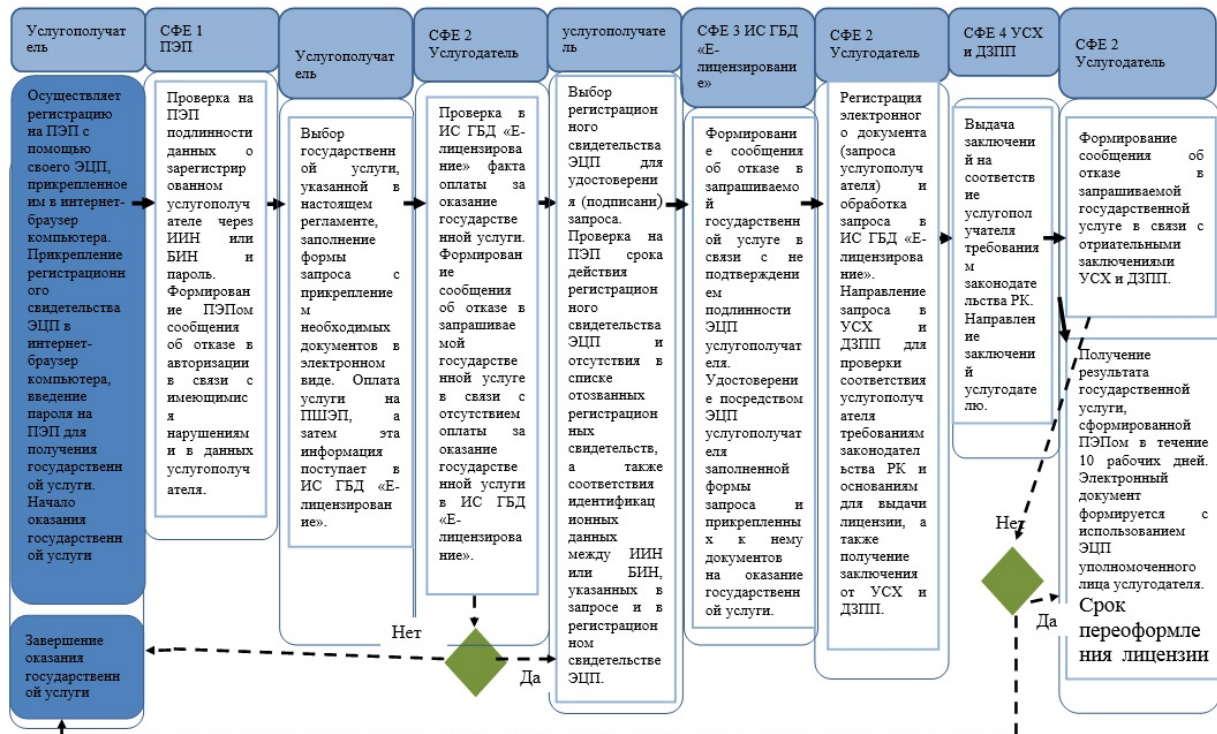 Услугополучат
ель
Осуществляет
регистрацию
на ПЭП с
помощью
своего ЭЦП,
прикрепленное
им в интернет-
браузер
компьютера.
Прикрепление
регистрационн
ого
свидетельства
ЭЦП в
интернет-
браузер
компьютера,
введение
пароля на
ПЭП для
получения
государственн
ой услуги.
Начало
оказания
государственн
ой услуги
Завершение
оказания
государственн
ой услуги
СФЕ 1
ПЭП
Проверка на
ПЭП
подлинности
данных о
зарегистрир
ованном
услугополуч
ателе через
ИИН или
БИН и
пароль.
Формирован
ие ПЭПом
сообщения
об отказе в
авторизации
в связи с
имеющимис
я
нарушениям
и в данных
услугополуч
ателя.
Услугополучат
ель
Выбор
государственн
ой услуги,
указанной в
настоящем
регламенте,
заполнение
формы
запроса с
прикрепление
м
необходимых
документов в
электронном
виде. Оплата
услуги на
ПШЭП, а
затем эта
информация
поступает в
ИС ГБД «Е-
лицензирован
ие».
СФЕ 2
Услугодатель
Проверка в
ИС ГБД «Е-
лицензирова
ние» факта
оплаты за
оказание
государстве
нной услуги.
Формирован
ие
сообщения
об отказе в
запрашивае
мой
государстве
нной услуге
в связи с
отсутствием
оплаты за
оказание
государстве
нной услуги
в ИС ГБД
«Е-
лицензирова
ние».
Нет
Да
услугополучате
ль
Выбор
регистрацион
ного
свидетельства
ЭЦП для
удостоверени
я (подписани)
запроса.
Проверка на
ПЭП срока
действия
регистрацион
ного
свидетельства
ЭЦП и
отсутствия в
списке
отозванных
регистрацион
ных
свидетельств,
а также
соответствия
идентификац
ионных
данных
между ИИН
или БИН,
указанных в
запросе и в
регистрацион
ном
свидетельстве
ЭЦП.
СФЕ 3 ИС ГБД
«Е-
лицензировани
е»
Формировани
е сообщения
об отказе в
запрашиваемо
й
государственн
ой услуге в
связи с не
подтвержден
ием
подлинности
ЭЦП
услугополучат
еля.
Удостоверени
е посредством
ЭЦП
услугополучат
еля
заполненной
формы
запроса и
прикрепленны
х к нему
документов
на оказание
государственн
ой услуги.
СФЕ 2
Услугодатель
Регистрация
электронног
о документа
(запроса
услугополуч
ателя) и
обработка
запроса в
ИС ГБД «Е-
лицензирование».
Направление
запроса в
УСХ и
ДЗПП для
проверки
соответствия
услугополуч
ателя
требованиям
законодатель
ства РК и
основаниям
для выдачи
лицензии, а
также
получение
заключения
от УСХ и
ДЗПП.
СФЕ 4 УСХ
и ДЗПП
Выдача
заключени
й на
соответств
ие
услугопол
учателя
требования
м
законодате
льства РК.
Направлен
ие
заключени
й
услугодате
лю.
СФЕ 2
Услугодатель
Формирование
сообщения об
отказе в
запрашиваемой
государственной
услуге в связи с
отриательными
заключениями
УСХ и ДЗПП.
Получение
результата
государственной
услуги,
сформированной
ПЭПом в течение
10 рабочих дней.
Электронный
документ
формируется с
использованием
ЭЦП
уполномоченного
лица услугодателя.
Срок
переоформле
ния лицензии
Нет
Да